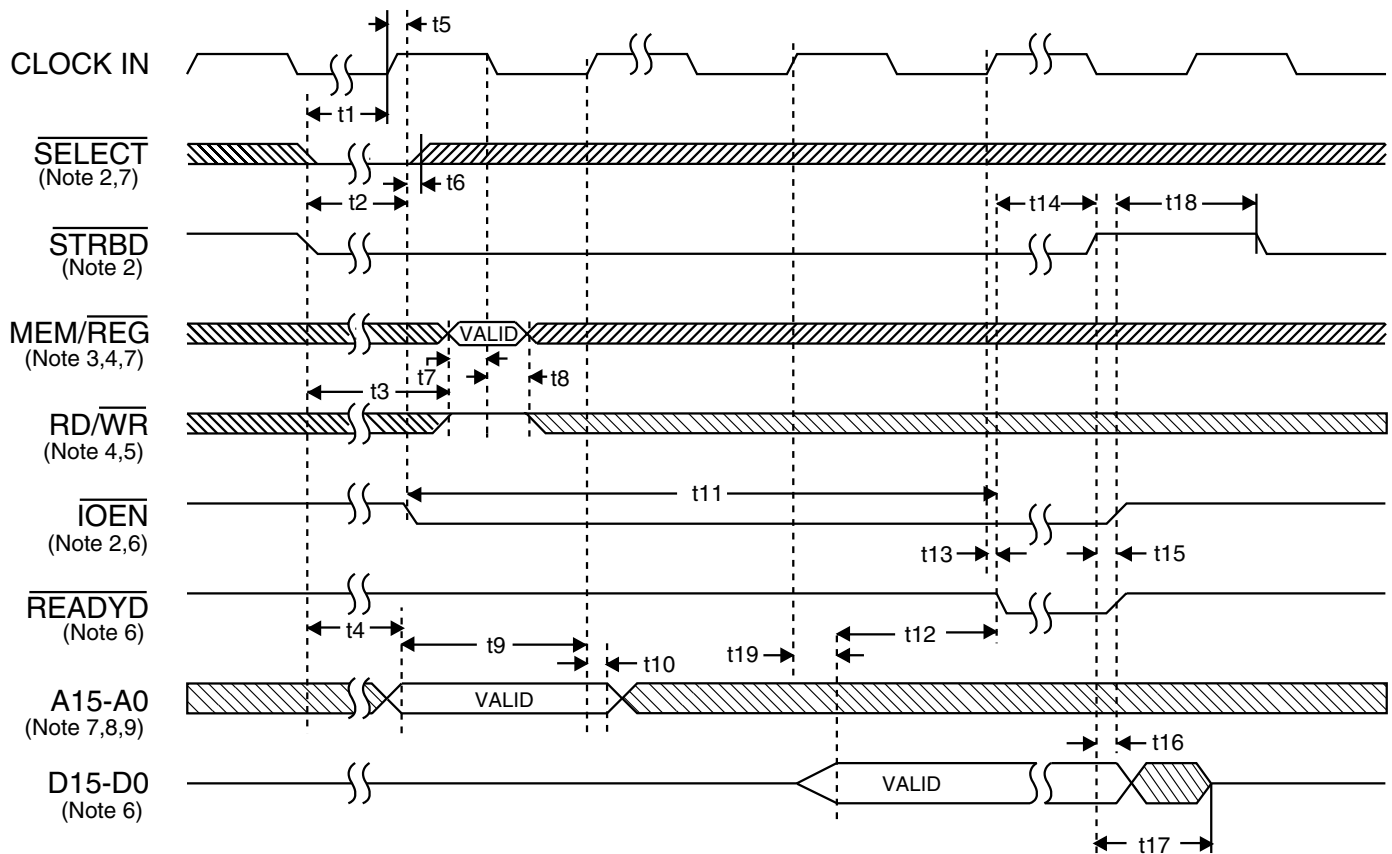 t5
CLOCK IN
t1
SELECT
(Note 2,7)
t6
t2
t14
t18
STRBD
(Note 2)
MEM/REG
(Note 3,4,7)
VALID
t7
t8
t3
RD/WR
(Note 4,5)
t11
IOEN
(Note 2,6)
t13
t15
READYD
(Note 6)
t4
t9
t12
t19
t10
A15-A0
(Note 7,8,9)
VALID
t16
D15-D0
(Note 6)
VALID
t17